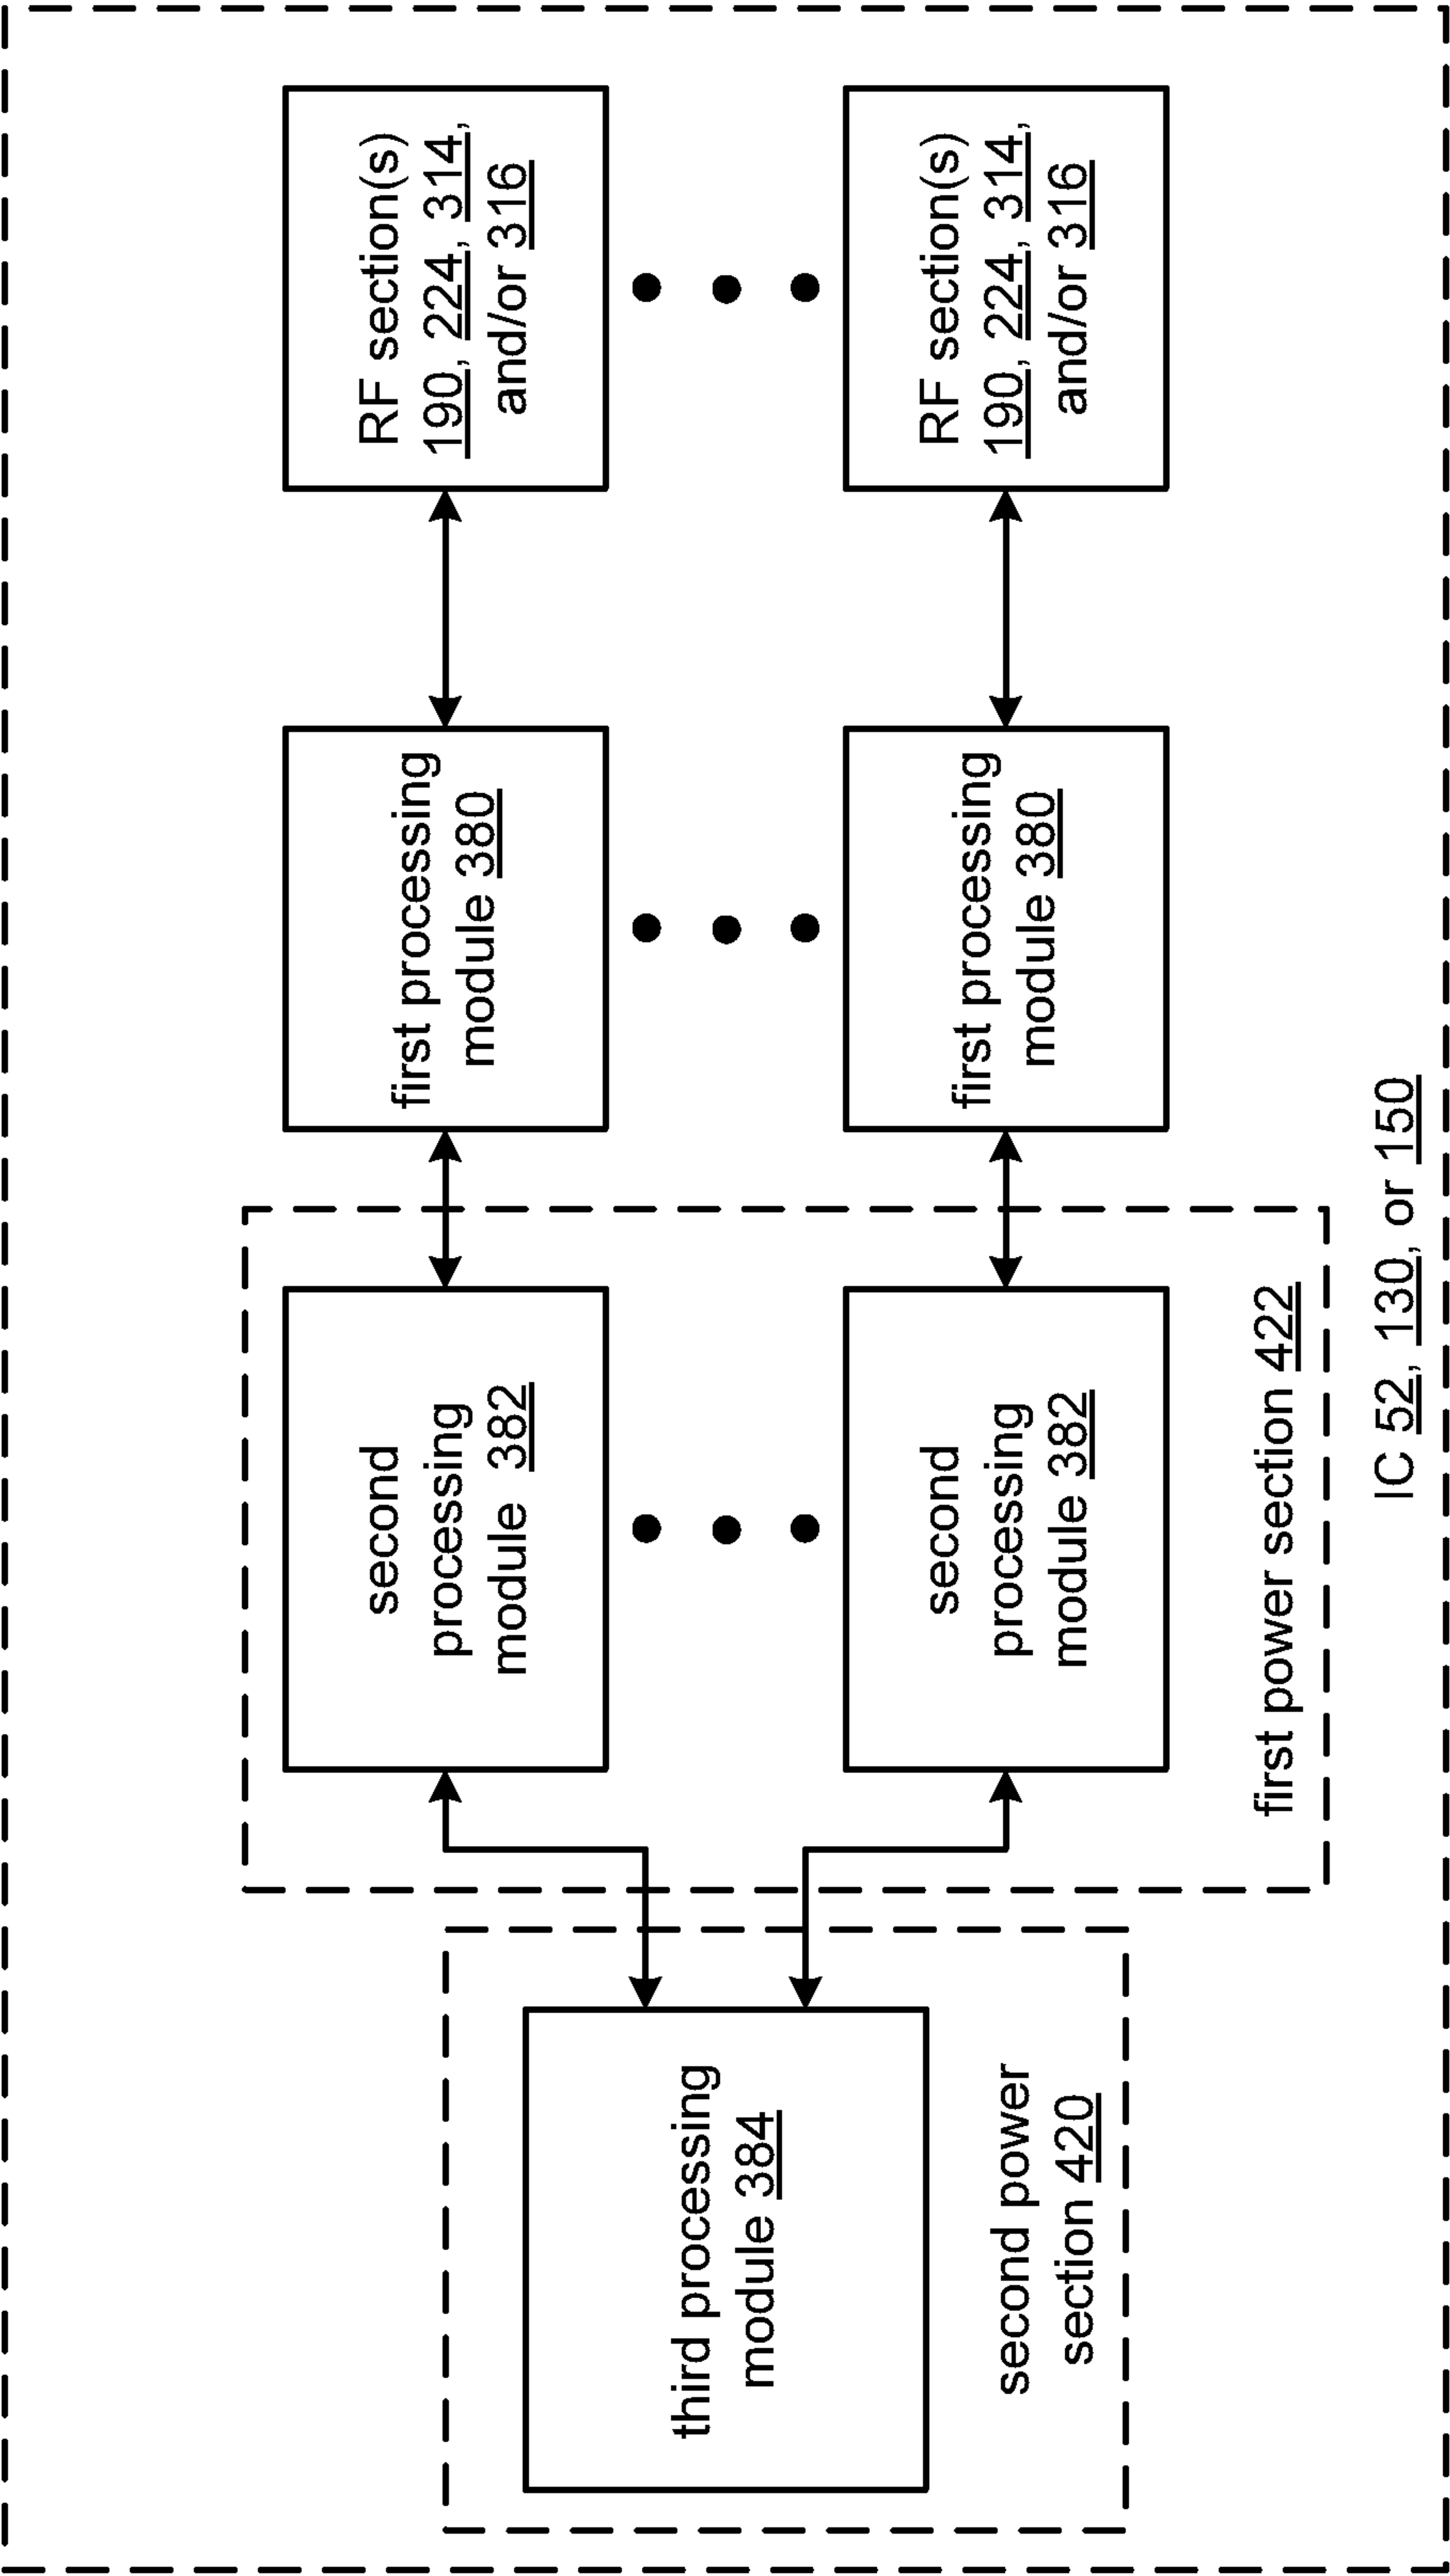 third processing
module 384
second power
section 420
second
processing
module 382
second
processing
module 382
first power section 422
first processing
module 380
first processing
module 380
RF section(s)
190, 224, 314,
and/or 316
RF section(s)
190, 224, 314,
and/or 316
IC 52, 130, or 150